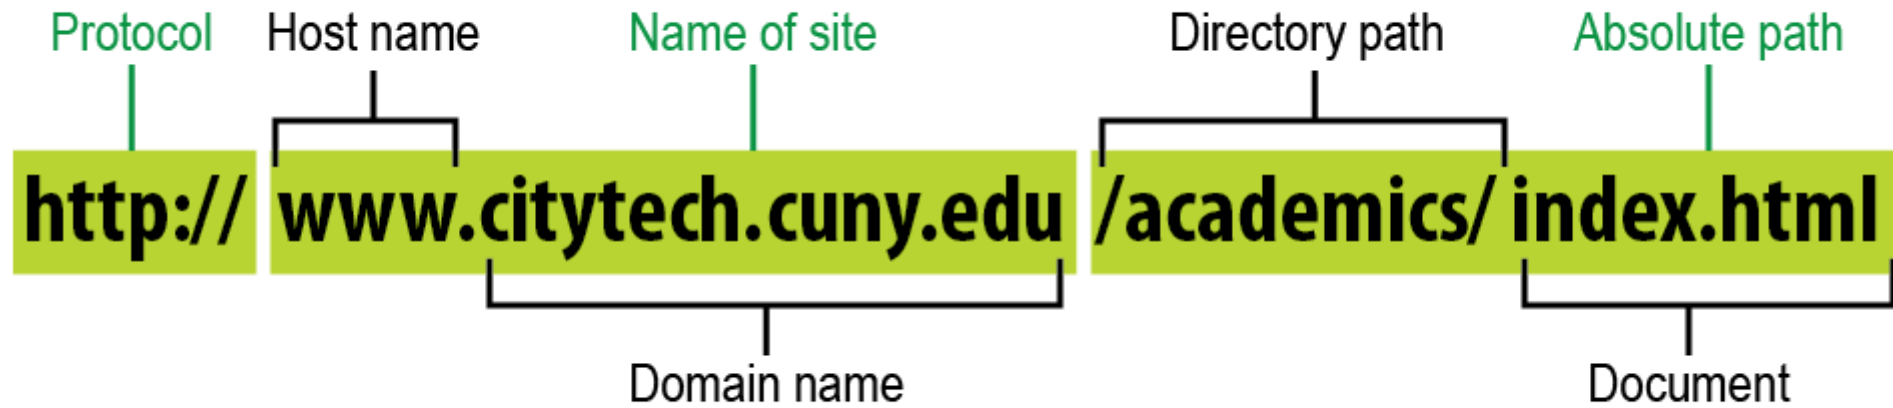 Protocol Host name Name of site Directory path Absolute path
http:// www.citytech.cuny.edu /academics/ index.html
Domain name Document